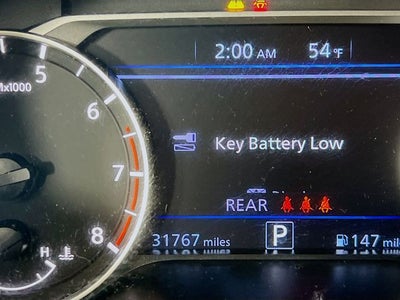 2:00 AM 54°F
5
x1000
6
Key Battery Low
7
REAR
8
31767 miles P 147 mi
H